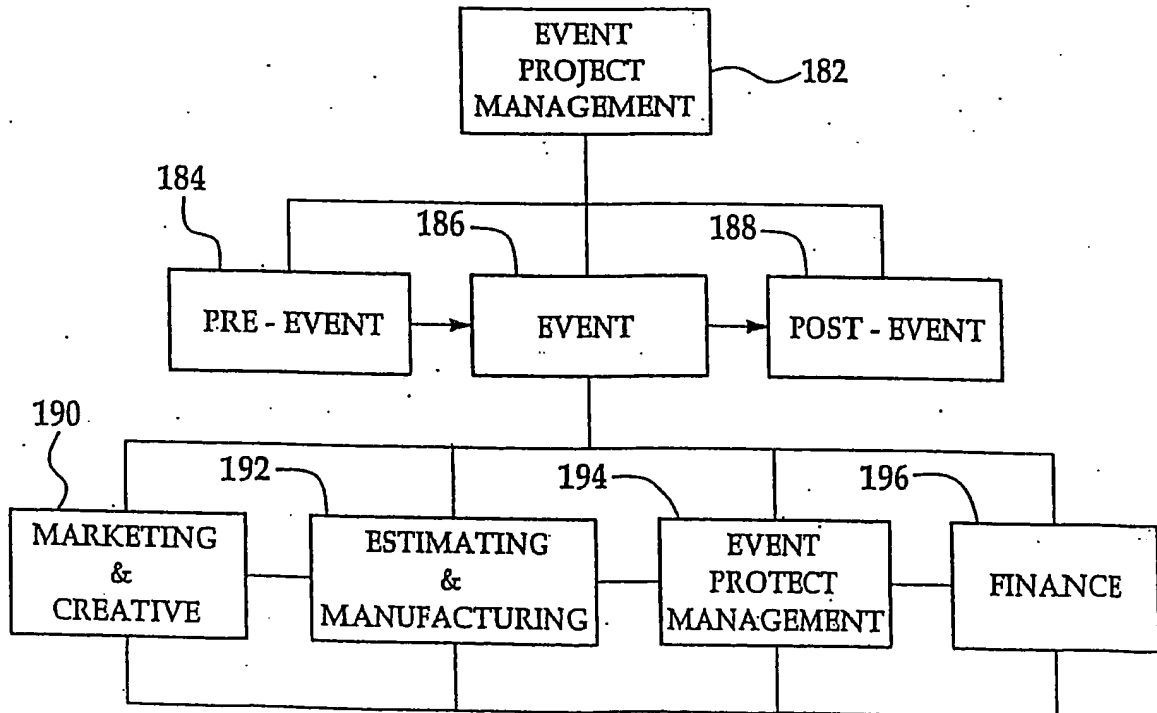 EVENT
PROJECT
MANAGEMENT
182
184
186
188
PRE - EVENT
EVENT
POST - EVENT
190
192
194
196
MARKETING
&
CREATIVE
ESTIMATING
&
MANUFACTURING
EVENT
PROTECT
MANAGEMENT
FINANCE